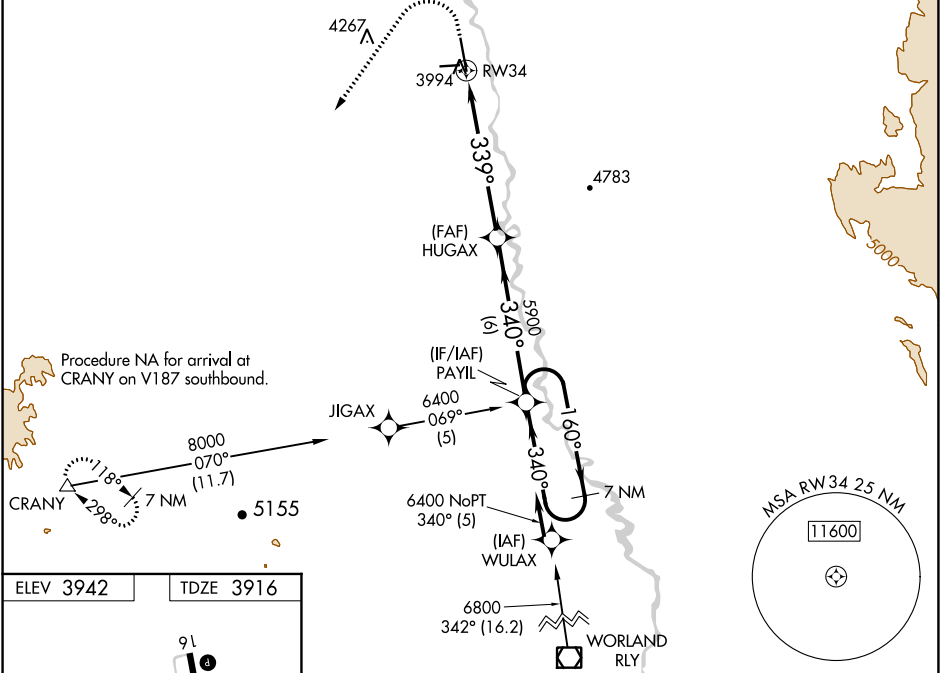 4267
3994
RW34
339°
4783
(FAF)
HUGAX
5000
340°
5900
(6)
Procedure NA for arrival at
CRANY on V187 southbound.
(IF/IAF)
PAYIL
JIGAX
6400
069°
(5)
160°
8000
070°
(11.7)
340°
118°
298°
7 NM
CRANY
5155
6400 NoPT
340° (5)
7 NM
(IAF)
WULAX
MSA RW34 25 NM
11600
ELEV 3942
TDZE 3916
6800
342° (16.2)
WORLAND
RLY
16
P